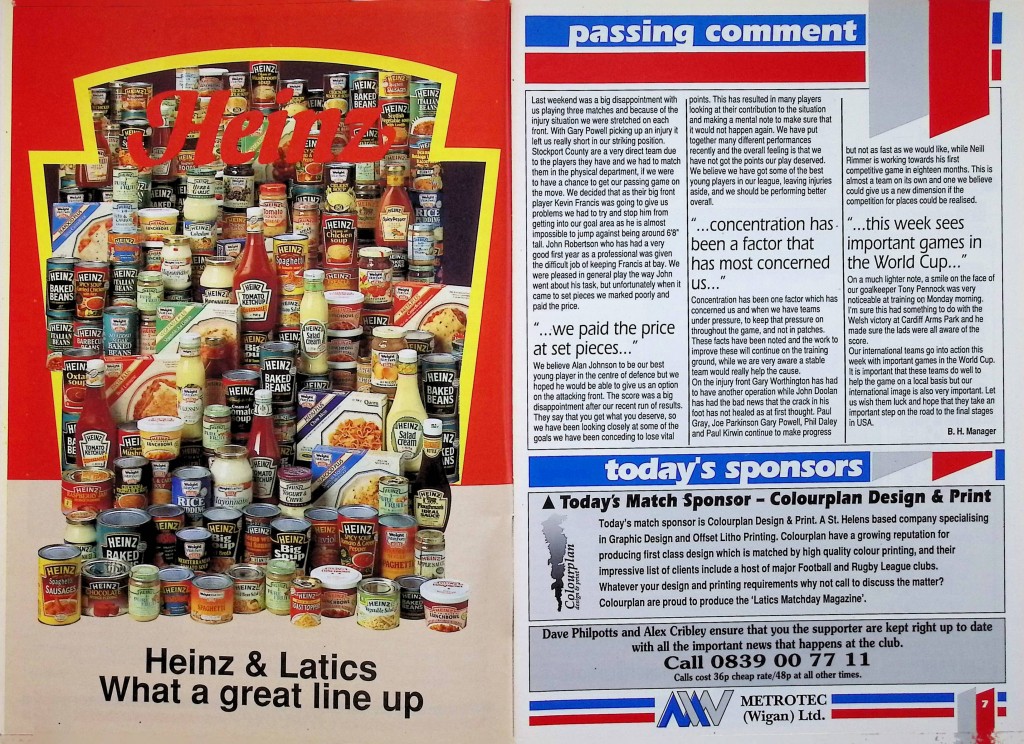 Heinz
Heinz & Latics
What a great line up
passing comment
Last weekend was a big disappointment with
us playing three matches and because of the
injury situation we were stretched on each
front. With Gary Powell picking up an injury it
left us really short in our striking position.
Stockport County are a very direct team due
to the players they have and we had to match
them in the physical department, if we were
to have a chance to get our passing game on
the move. We decided that as their big front
player Kevin Francis was going to give us
problems we had to try and stop him from
getting into our goal area as he is almost
impossible to jump against being around 6'8"
tall. John Robertson who has had a very
good first year as a professional was given
the difficult job of keeping Francis at bay. We
were pleased in general play the way John
went about his task, but unfortunately when it
came to set pieces we marked poorly and
paid the price.
"...we paid the price
at set pieces..."
We believe Alan Johnson to be our best
young player in the centre of defence but we
hoped he would be able to give us an option
on the attacking front. The score was a big
disappointment after our recent run of results.
They say that you get what you deserve, so
we have been looking closely at some of the
goals we have been conceding to lose vital
points. This has resulted in many players
looking at their contribution to the situation
and making a mental note to make sure that
it would not happen again. We have put
together many different performances
recently and the overall feeling is that we
have not got the points our play deserved.
We believe we have got some of the best
young players in our league, leaving injuries
aside, and we should be performing better
overall.
"...concentration has
been a factor that
has most concerned
us..."
Concentration has been one factor which has
concerned us and when we have teams
under pressure, to keep that pressure on
throughout the game, and not in patches.
These facts have been noted and the work to
improve these will continue on the training
ground, while we are very aware a stable
team would really help the cause.
On the injury front Gary Worthington has had
to have another operation while John Doolan
has had the bad news that the crack in his
foot has not healed as at first thought. Paul
Gray, Joe Parkinson Gary Powell, Phil Daley
and Paul Kirwin continue to make progress
but not as fast as we would like, while Neill
Rimmer is working towards his first
competitive game in eighteen months. This is
almost a team on its own and one we believe
could give us a new dimension if the
competition for places could be realised.
"...this week sees
important games in
the World Cup..."
On a much lighter note, a smile on the face of
our goalkeeper Tony Pennock was very
noticeable at training on Monday morning.
I'm sure this had something to do with the
Welsh victory at Cardiff Arms Park and he
made sure the lads were all aware of the
score.
Our international teams go into action this
week with important games in the World Cup.
It is important that these teams do well to
help the game on a local basis but our
international image is also very important. Let
us wish them luck and hope that they take an
important step on the road to the final stages
in USA.
B. H. Manager
today's sponsors
▲ Today's Match Sponsor – Colourplan Design & Print
Colourplan
design & print
Today's match sponsor is Colourplan Design & Print. A St. Helens based company specialising
in Graphic Design and Offset Litho Printing. Colourplan have a growing reputation for
producing first class design which is matched by high quality colour printing, and their
impressive list of clients include a host of major Football and Rugby League clubs.
Whatever your design and printing requirements why not call to discuss the matter?
Colourplan are proud to produce the 'Latics Matchday Magazine'.
Dave Philpotts and Alex Cribley ensure that you the supporter are kept right up to date
with all the important news that happens at the club.
Call 0839 00 77 11
Calls cost 36p cheap rate/48p at all other times.
METROTEC
(Wigan) Ltd.
7